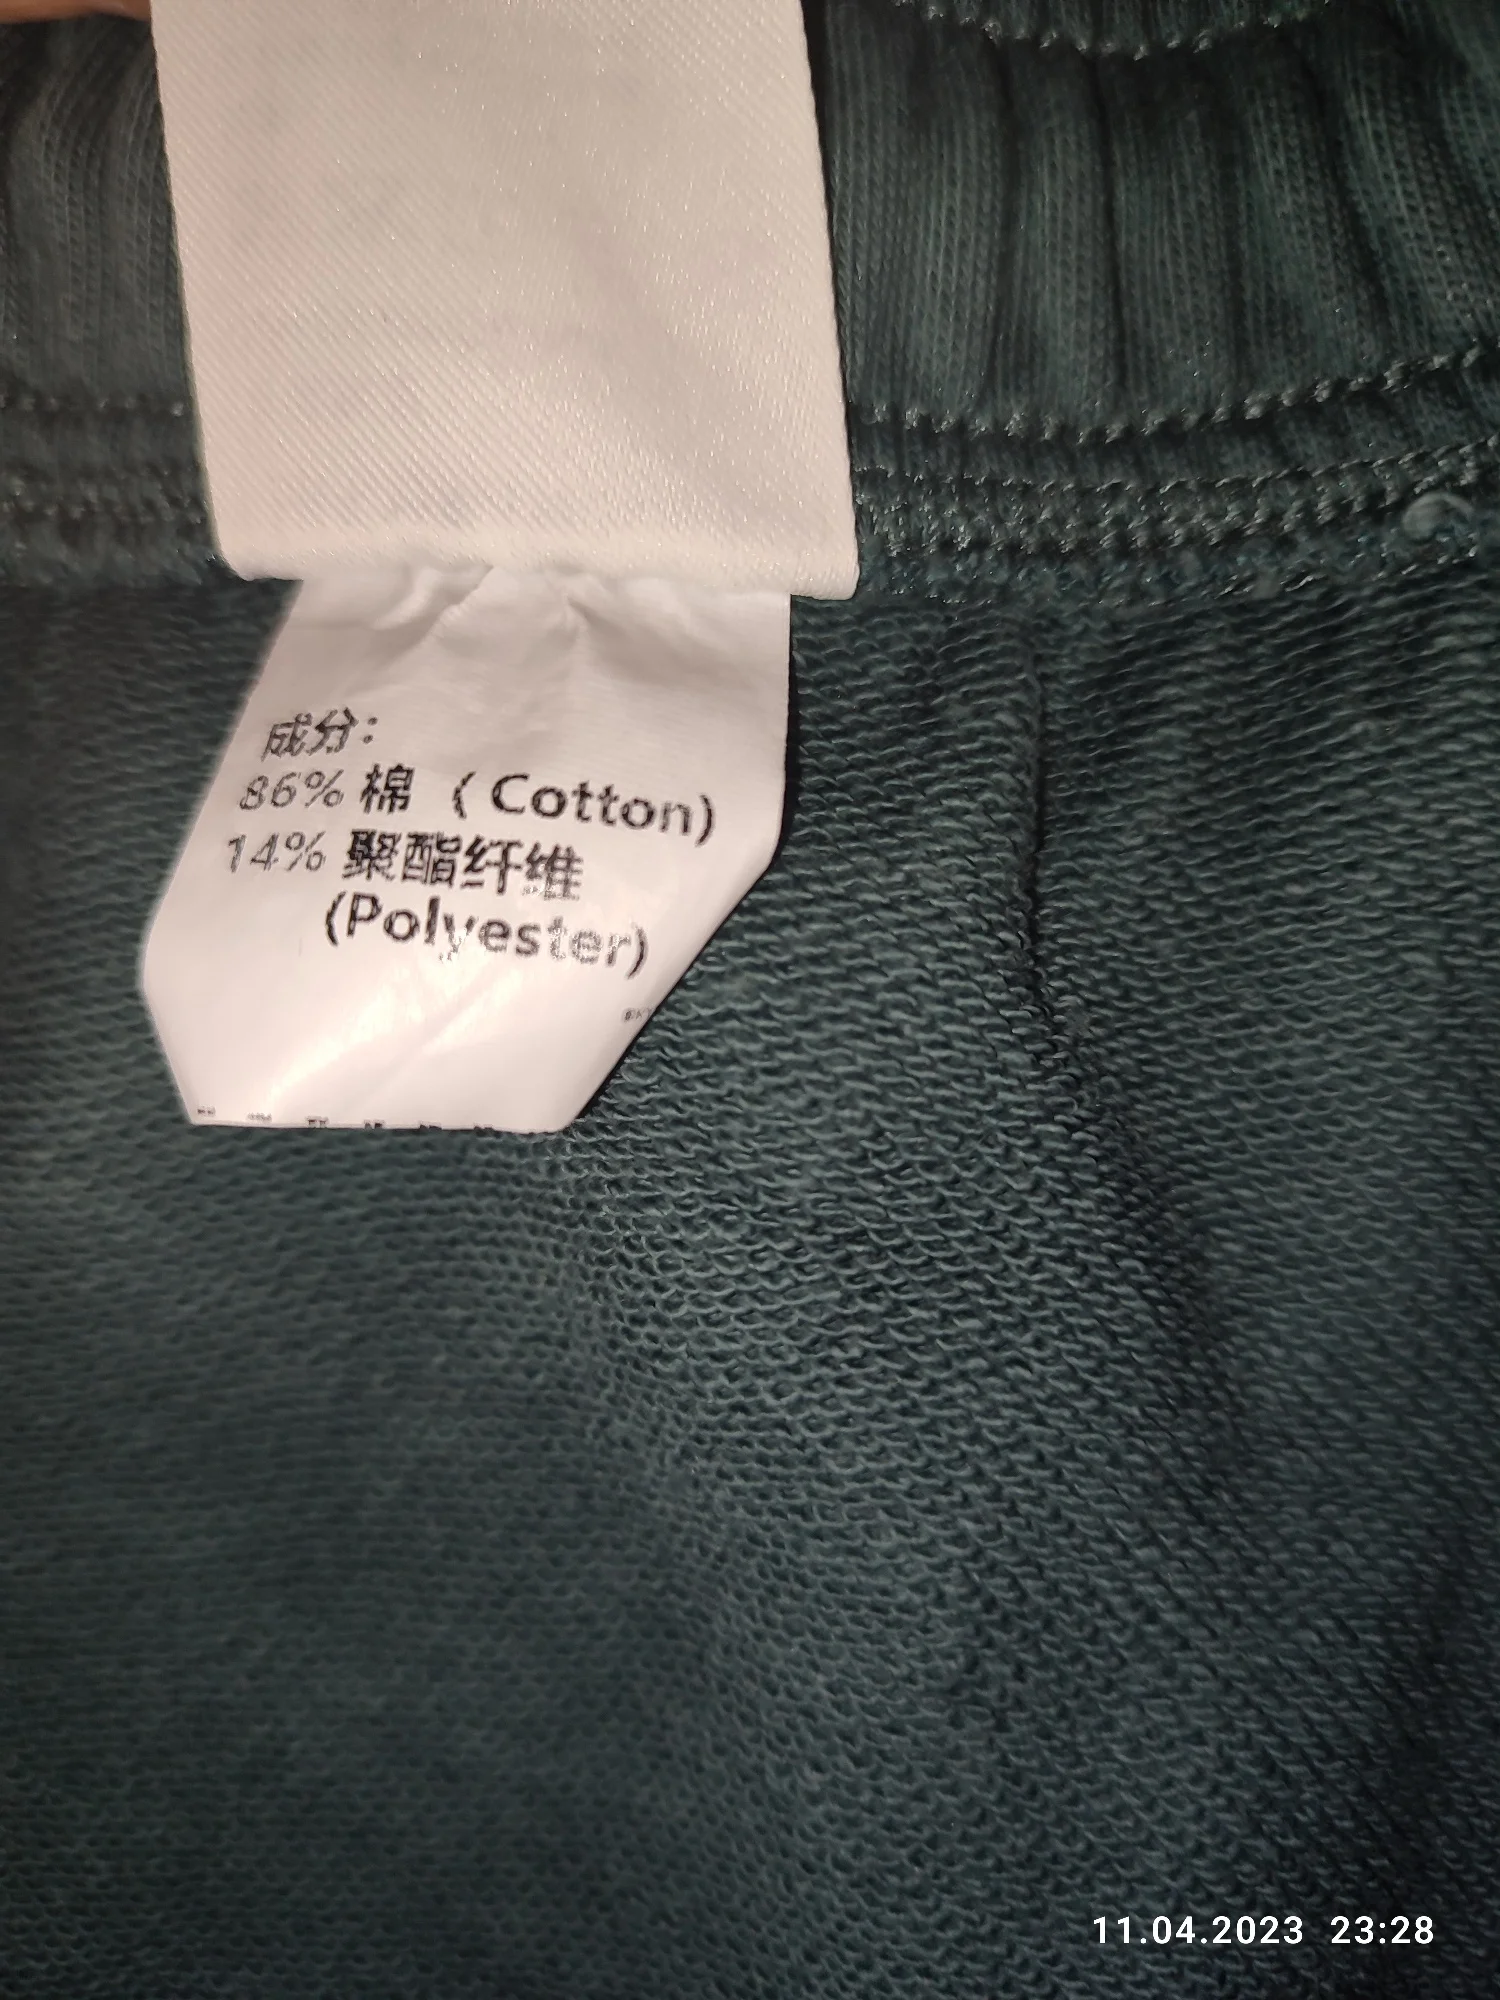 成分:
86% 棉 ( Cotton)
14% 聚酯纤维
(Polyester)
11.04.2023 23:28